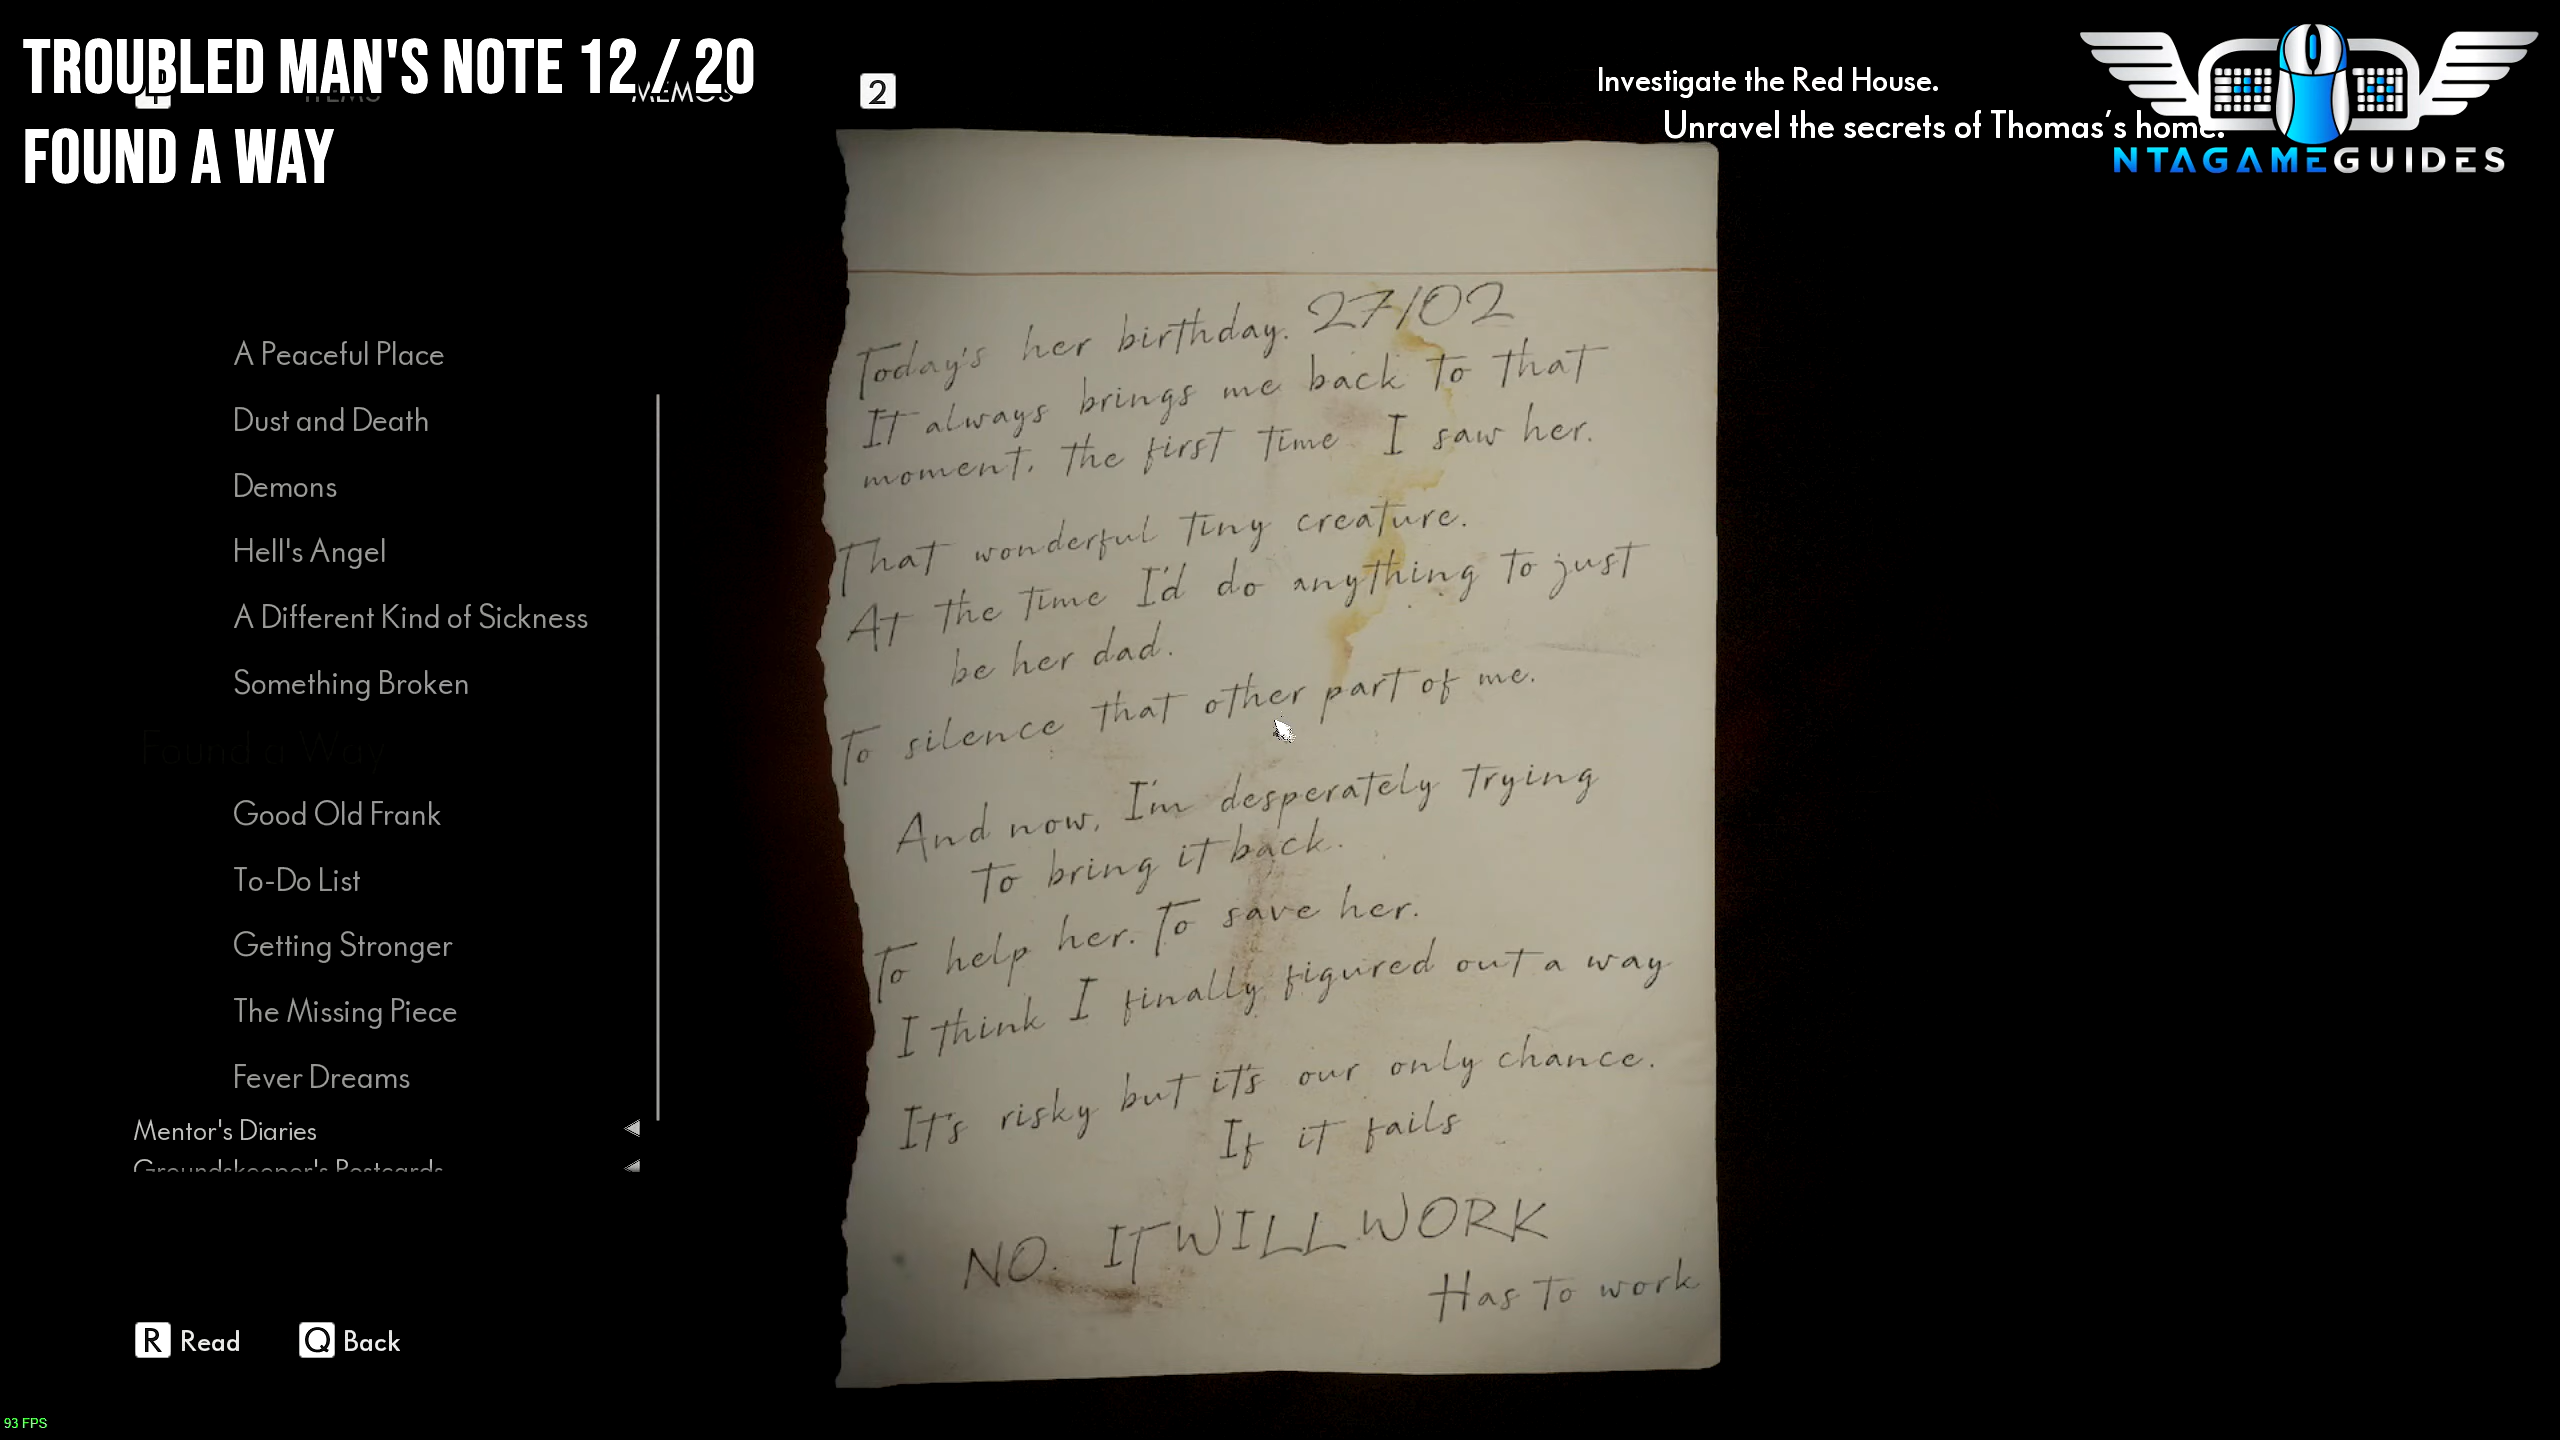 TROUBLED MAN'S NOTE 12 / 20
FOUND A WAY
ITEMS
MEMOS
2
Investigate the Red House.
Unravel the secrets of Thomas's home.
NTAGAMEGUIDES
A Peaceful Place
Dust and Death
Demons
Hell's Angel
A Different Kind of Sickness
Something Broken
Found a Way
Good Old Frank
To-Do List
Getting Stronger
The Missing Piece
Fever Dreams
Mentor's Diaries
Groundskeeper's Postcards
R Read
Q Back
93 FPS
Today's her birthday. 27/02
It always brings me back to that
moment. The first time I saw her.
That wonderful tiny creature.
At the time I'd do anything to just
be her dad.
To silence that other part of me.
And now, I'm desperately trying
to bring it back.
To help her. To save her.
I think I finally figured out a way
It's risky but it's our only chance.
If it fails
NO. IT WILL WORK
Has to work